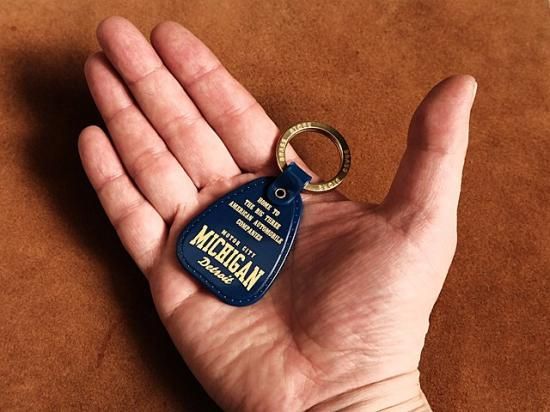 HOME TO
THE BIG THREE
AMERICAN AUTOMOBILE
COMPANIES
MOTOR CITY
MICHIGAN
Detroit